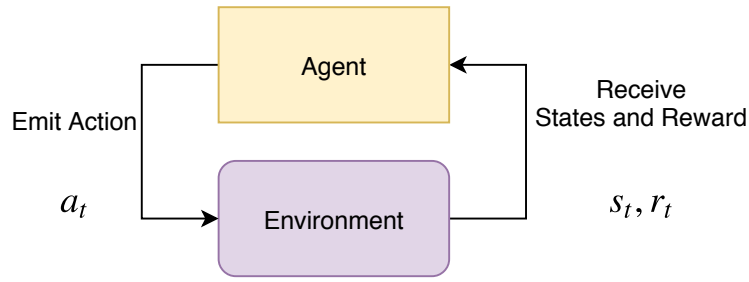 Agent
Emit Action
Receive
States and Reward
a_t
s_t, r_t
Environment